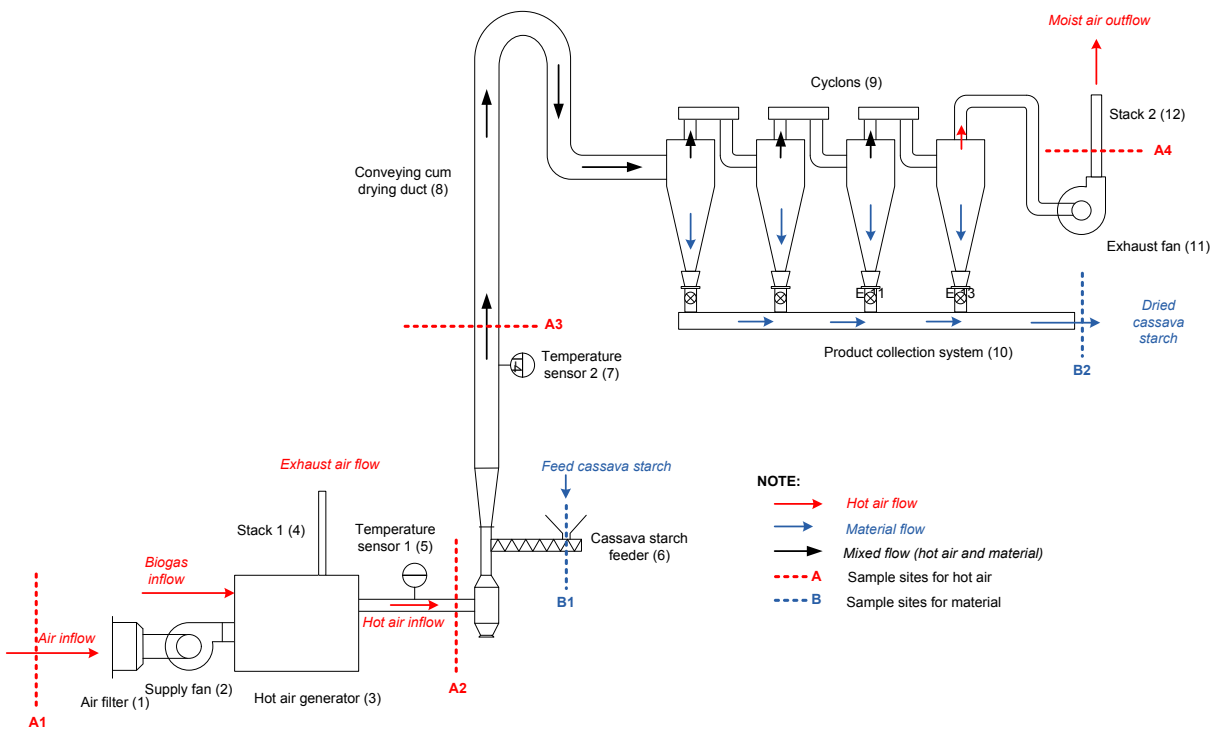 Moist air outflow
Cyclons (9)
Stack 2 (12)
A4
Conveying cum
drying duct (8)
Exhaust fan (11)
E-11
E-13
Dried
cassava
starch
A3
Product collection system (10)
Temperature
sensor 2 (7)
B2
Exhaust air flow
Feed cassava starch
NOTE:
Hot air flow
Stack 1 (4)
Temperature
sensor 1 (5)
Cassava starch
feeder (6)
Material flow
Mixed flow (hot air and material)
Biogas
inflow
A Sample sites for hot air
B1
B Sample sites for material
Hot air inflow
Air inflow
Supply fan (2)
A2
Air filter (1)
Hot air generator (3)
A1